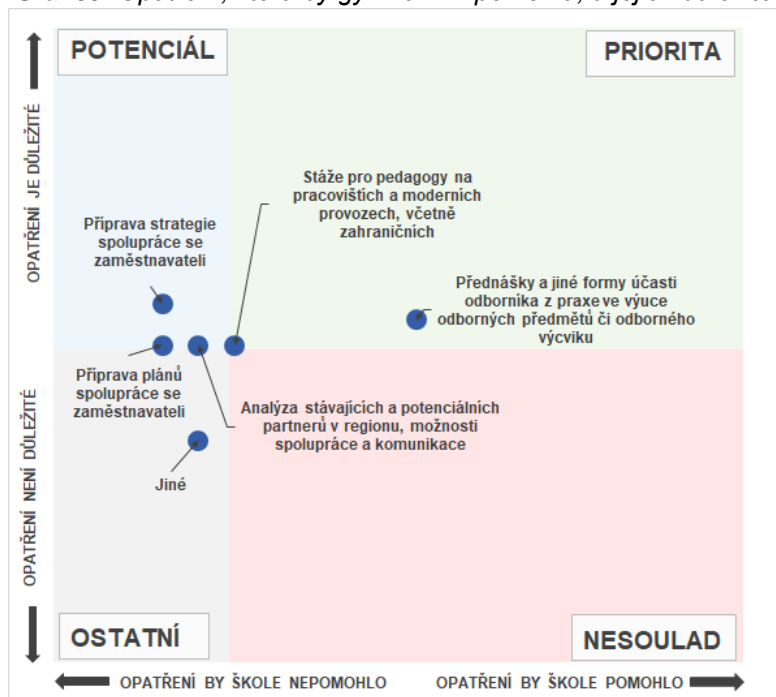 POTENCIÁL
PRIORITA
OPATŘENÍ JE DŮLEŽITÉ
Stáže pro pedagogy na
pracovištích a moderních
provozech, včetně
zahraničních
Příprava strategie
spolupráce se
zaměstnavateli
Přednášky a jiné formy účasti
odborníka z praxe ve výuce
odborných předmětů či odborného
výcviku
Příprava plánů
spolupráce se
zaměstnavateli
Analýza stávajících a potenciálních
partnerů v regionu, možnosti
spolupráce a komunikace
Jiné
OPATŘENÍ NENÍ DŮLEŽITÉ
OSTATNÍ
NESOULAD
OPATŘENÍ BY ŠKOLE NEPOMOHLO
OPATŘENÍ BY ŠKOLE POMOHLO